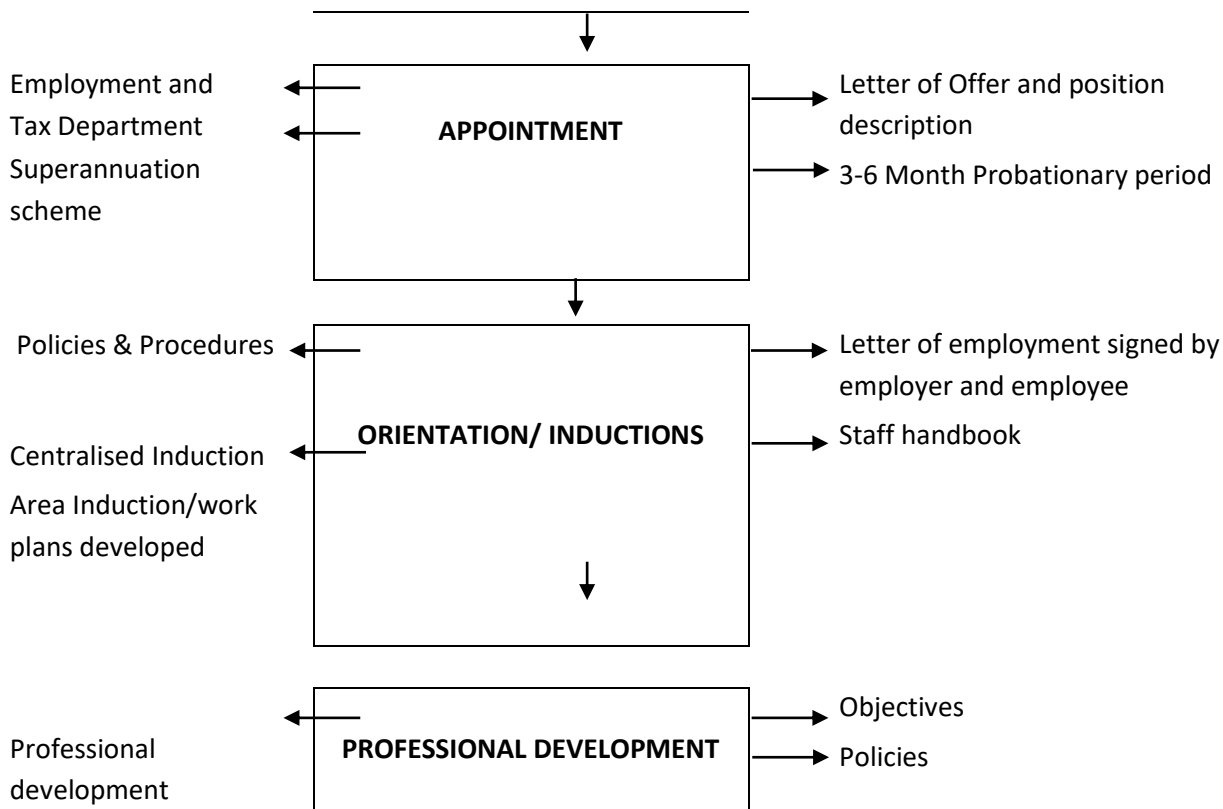 Employment and
Tax Department
Superannuation
scheme
APPOINTMENT
Letter of Offer and position
description
3-6 Month Probationary period
Policies & Procedures
Centralised Induction
Area Induction/work
plans developed
ORIENTATION/ INDUCTIONS
Letter of employment signed by
employer and employee
Staff handbook
Professional
development
PROFESSIONAL DEVELOPMENT
Objectives
Policies